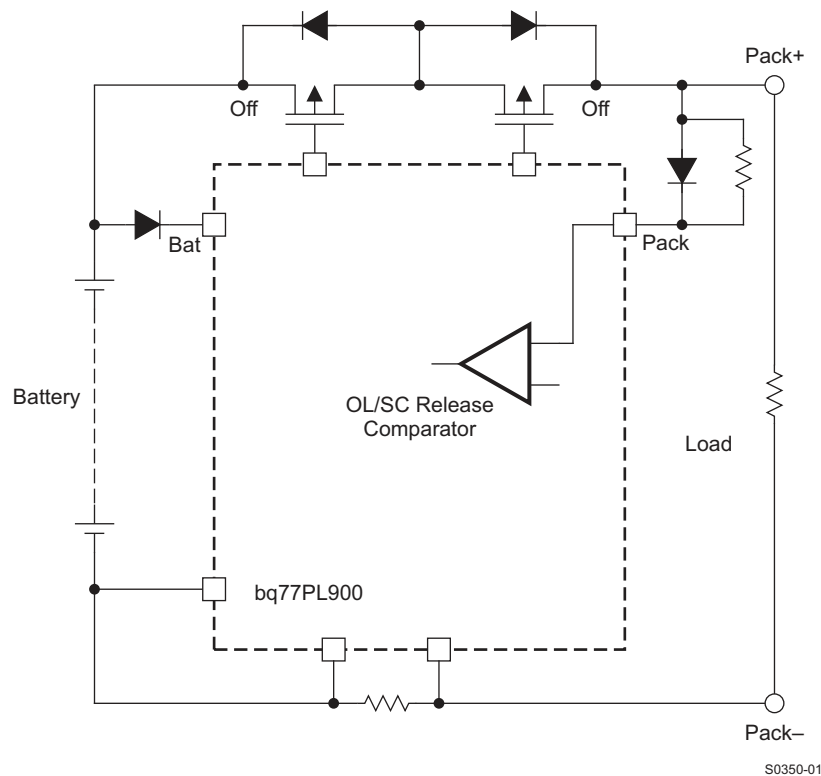 Pack+
Off
Off
Bat
Pack
Battery
OL/SC Release
Comparator
Load
bq77PL900
Pack–
S0350-01